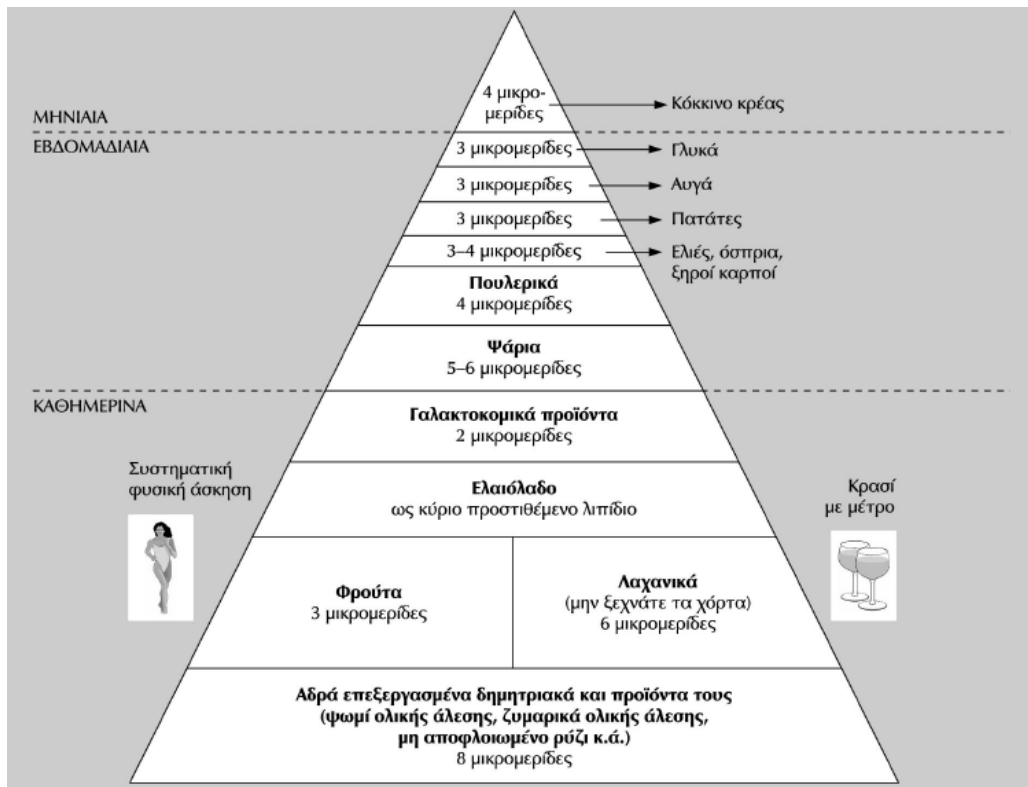 4 μικρο-
μερίδες
Κόκκινο κρέας
ΜΗΝΙΑΙΑ
ΕΒΔΟΜΑΔΙΑΙΑ
3 μικρομερίδες
Γλυκά
3 μικρομερίδες
Αυγά
3 μικρομερίδες
Πατάτες
3–4 μικρομερίδες
Ελιές, όσπρια,
ξηροί καρποί
Πουλερικά
4 μικρομερίδες
Ψάρια
5–6 μικρομερίδες
ΚΑΘΗΜΕΡΙΝΑ
Γαλακτοκομικά προϊόντα
2 μικρομερίδες
Συστηματική
φυσική άσκηση
Ελαιόλαδο
ως κύριο προστιθέμενο λιπίδιο
Κρασί
με μέτρο
Φρούτα
3 μικρομερίδες
Λαχανικά
(μην ξεχνάτε τα χόρτα)
6 μικρομερίδες
Αδρά επεξεργασμένα δημητριακά και προϊόντα τους
(ψωμί ολικής άλεσης, ζυμαρικά ολικής άλεσης,
μη αποφλοιωμένο ρύζι κ.ά.)
8 μικρομερίδες